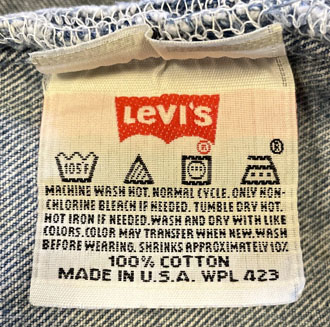 LeVi's
®
®
105F
MACHINE WASH HOT. NORMAL CYCLE. ONLY NON-
CHLORINE BLEACH IF NEEDED. TUMBLE DRY HOT.
HOT IRON IF NEEDED. WASH AND DRY WITH LIKE
COLORS. COLOR MAY TRANSFER WHEN NEW. WASH
BEFORE WEARING. SHRINKS APPROXIMATELY 10%
100% COTTON
MADE IN U.S.A. WPL 423